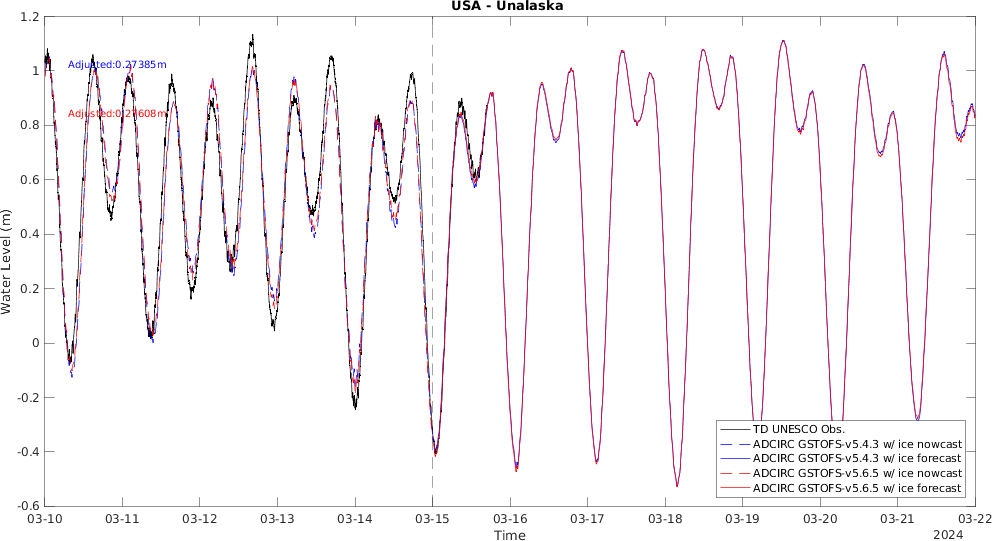 USA - Unalaska
Adjusted:0.27385m
Adjusted:0.27608m
Water Level (m)
1.2
1
0.8
0.6
0.4
0.2
0
-0.2
-0.4
-0.6
TD UNESCO Obs.
ADCIRC GSTOFS-v5.4.3 w/ ice nowcast
ADCIRC GSTOFS-v5.4.3 w/ ice forecast
ADCIRC GSTOFS-v5.6.5 w/ ice nowcast
ADCIRC GSTOFS-v5.6.5 w/ ice forecast
03-10 03-11 03-12 03-13 03-14 03-15 03-16 03-17 03-18 03-19 03-20 03-21 03-22
Time
2024